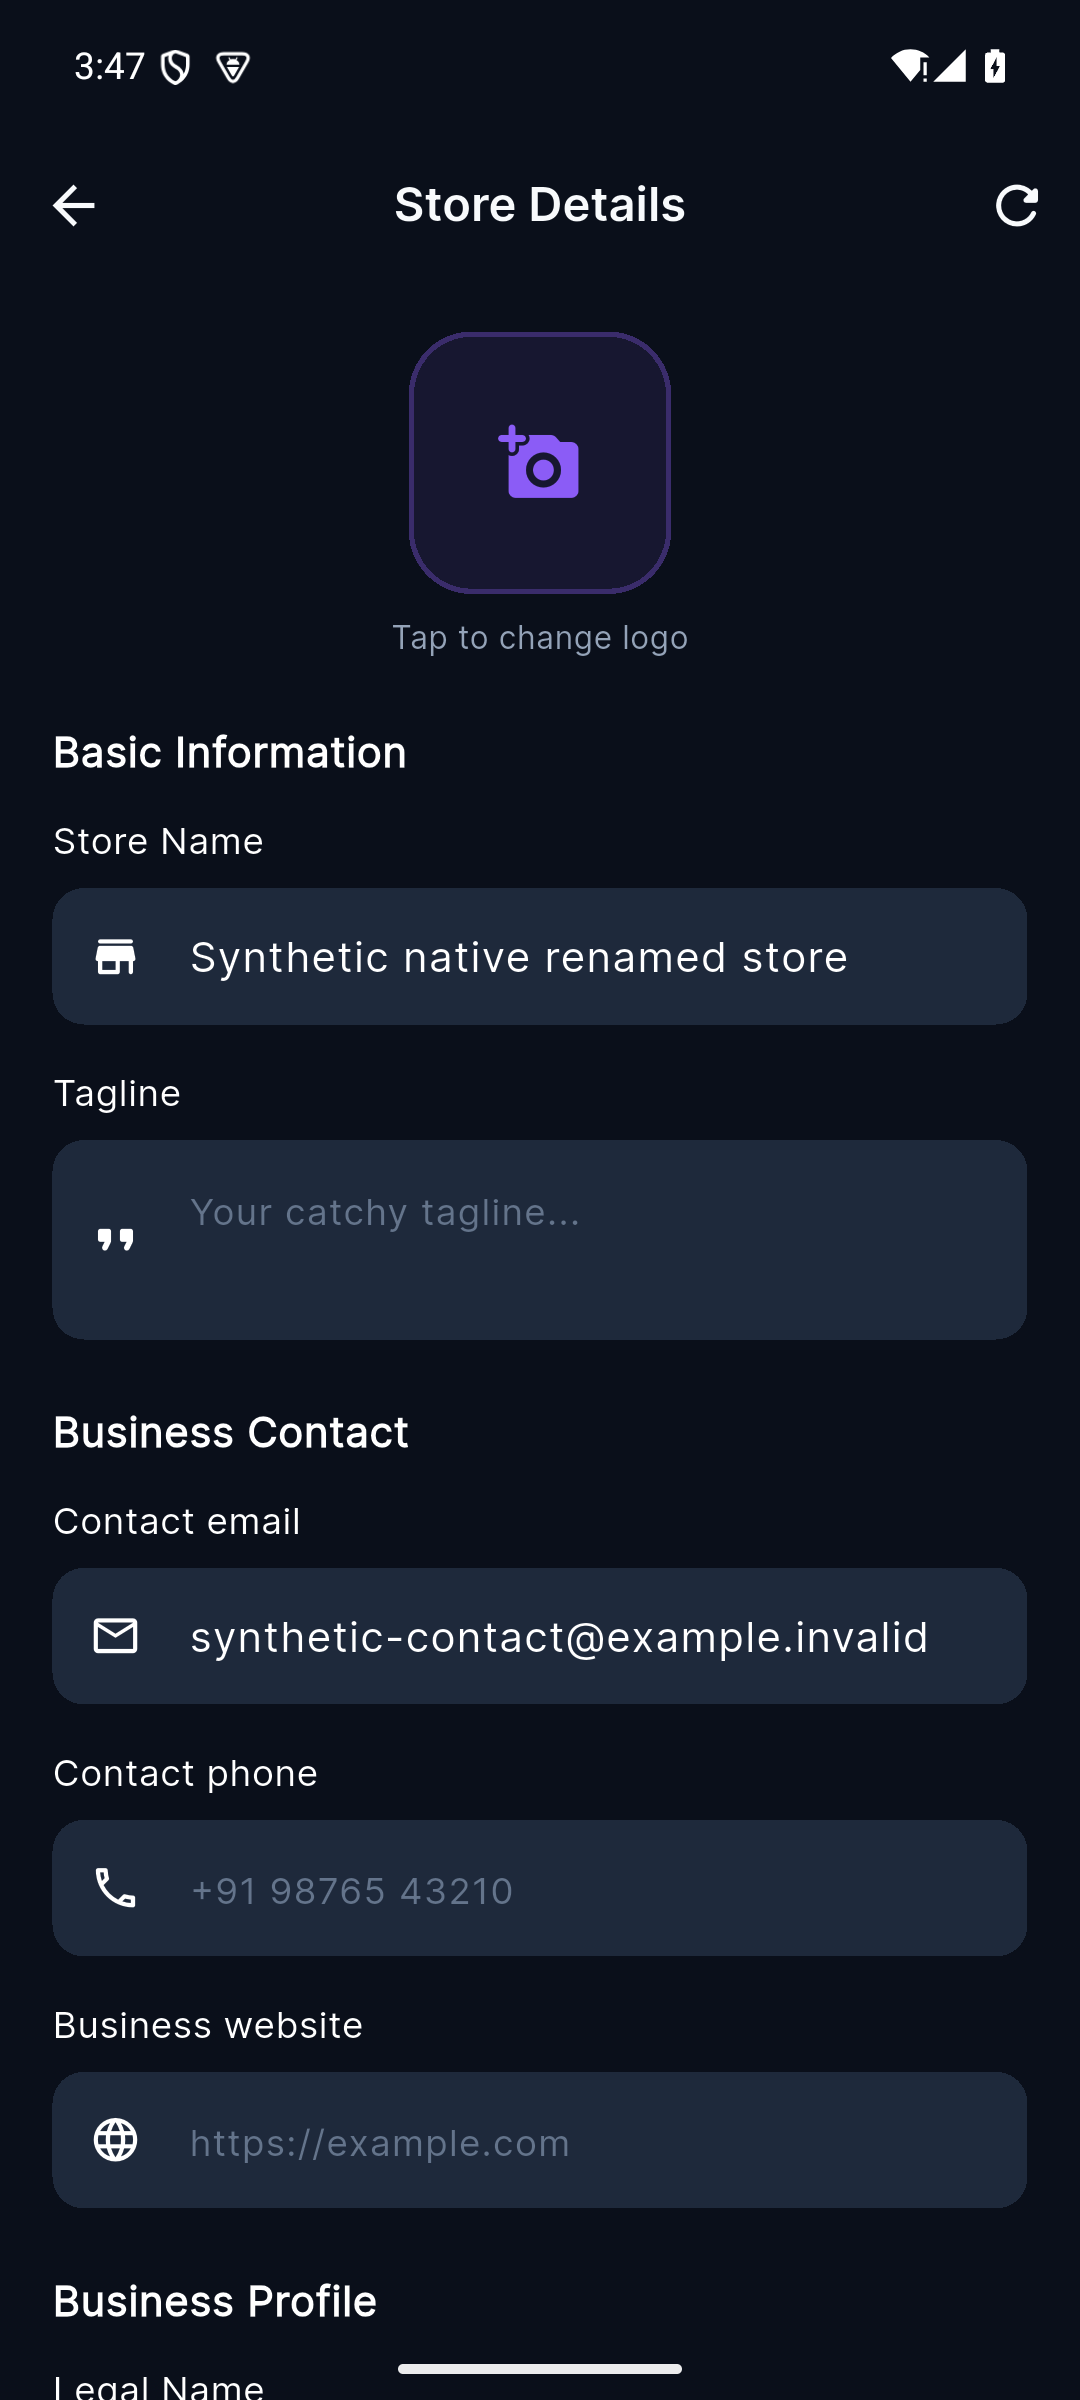 3:47
Store Details
Tap to change logo
Basic Information
Store Name
Synthetic native renamed store
Tagline
Your catchy tagline...
Business Contact
Contact email
synthetic-contact@example.invalid
Contact phone
+91 98765 43210
Business website
https://example.com
Business Profile
Legal Name